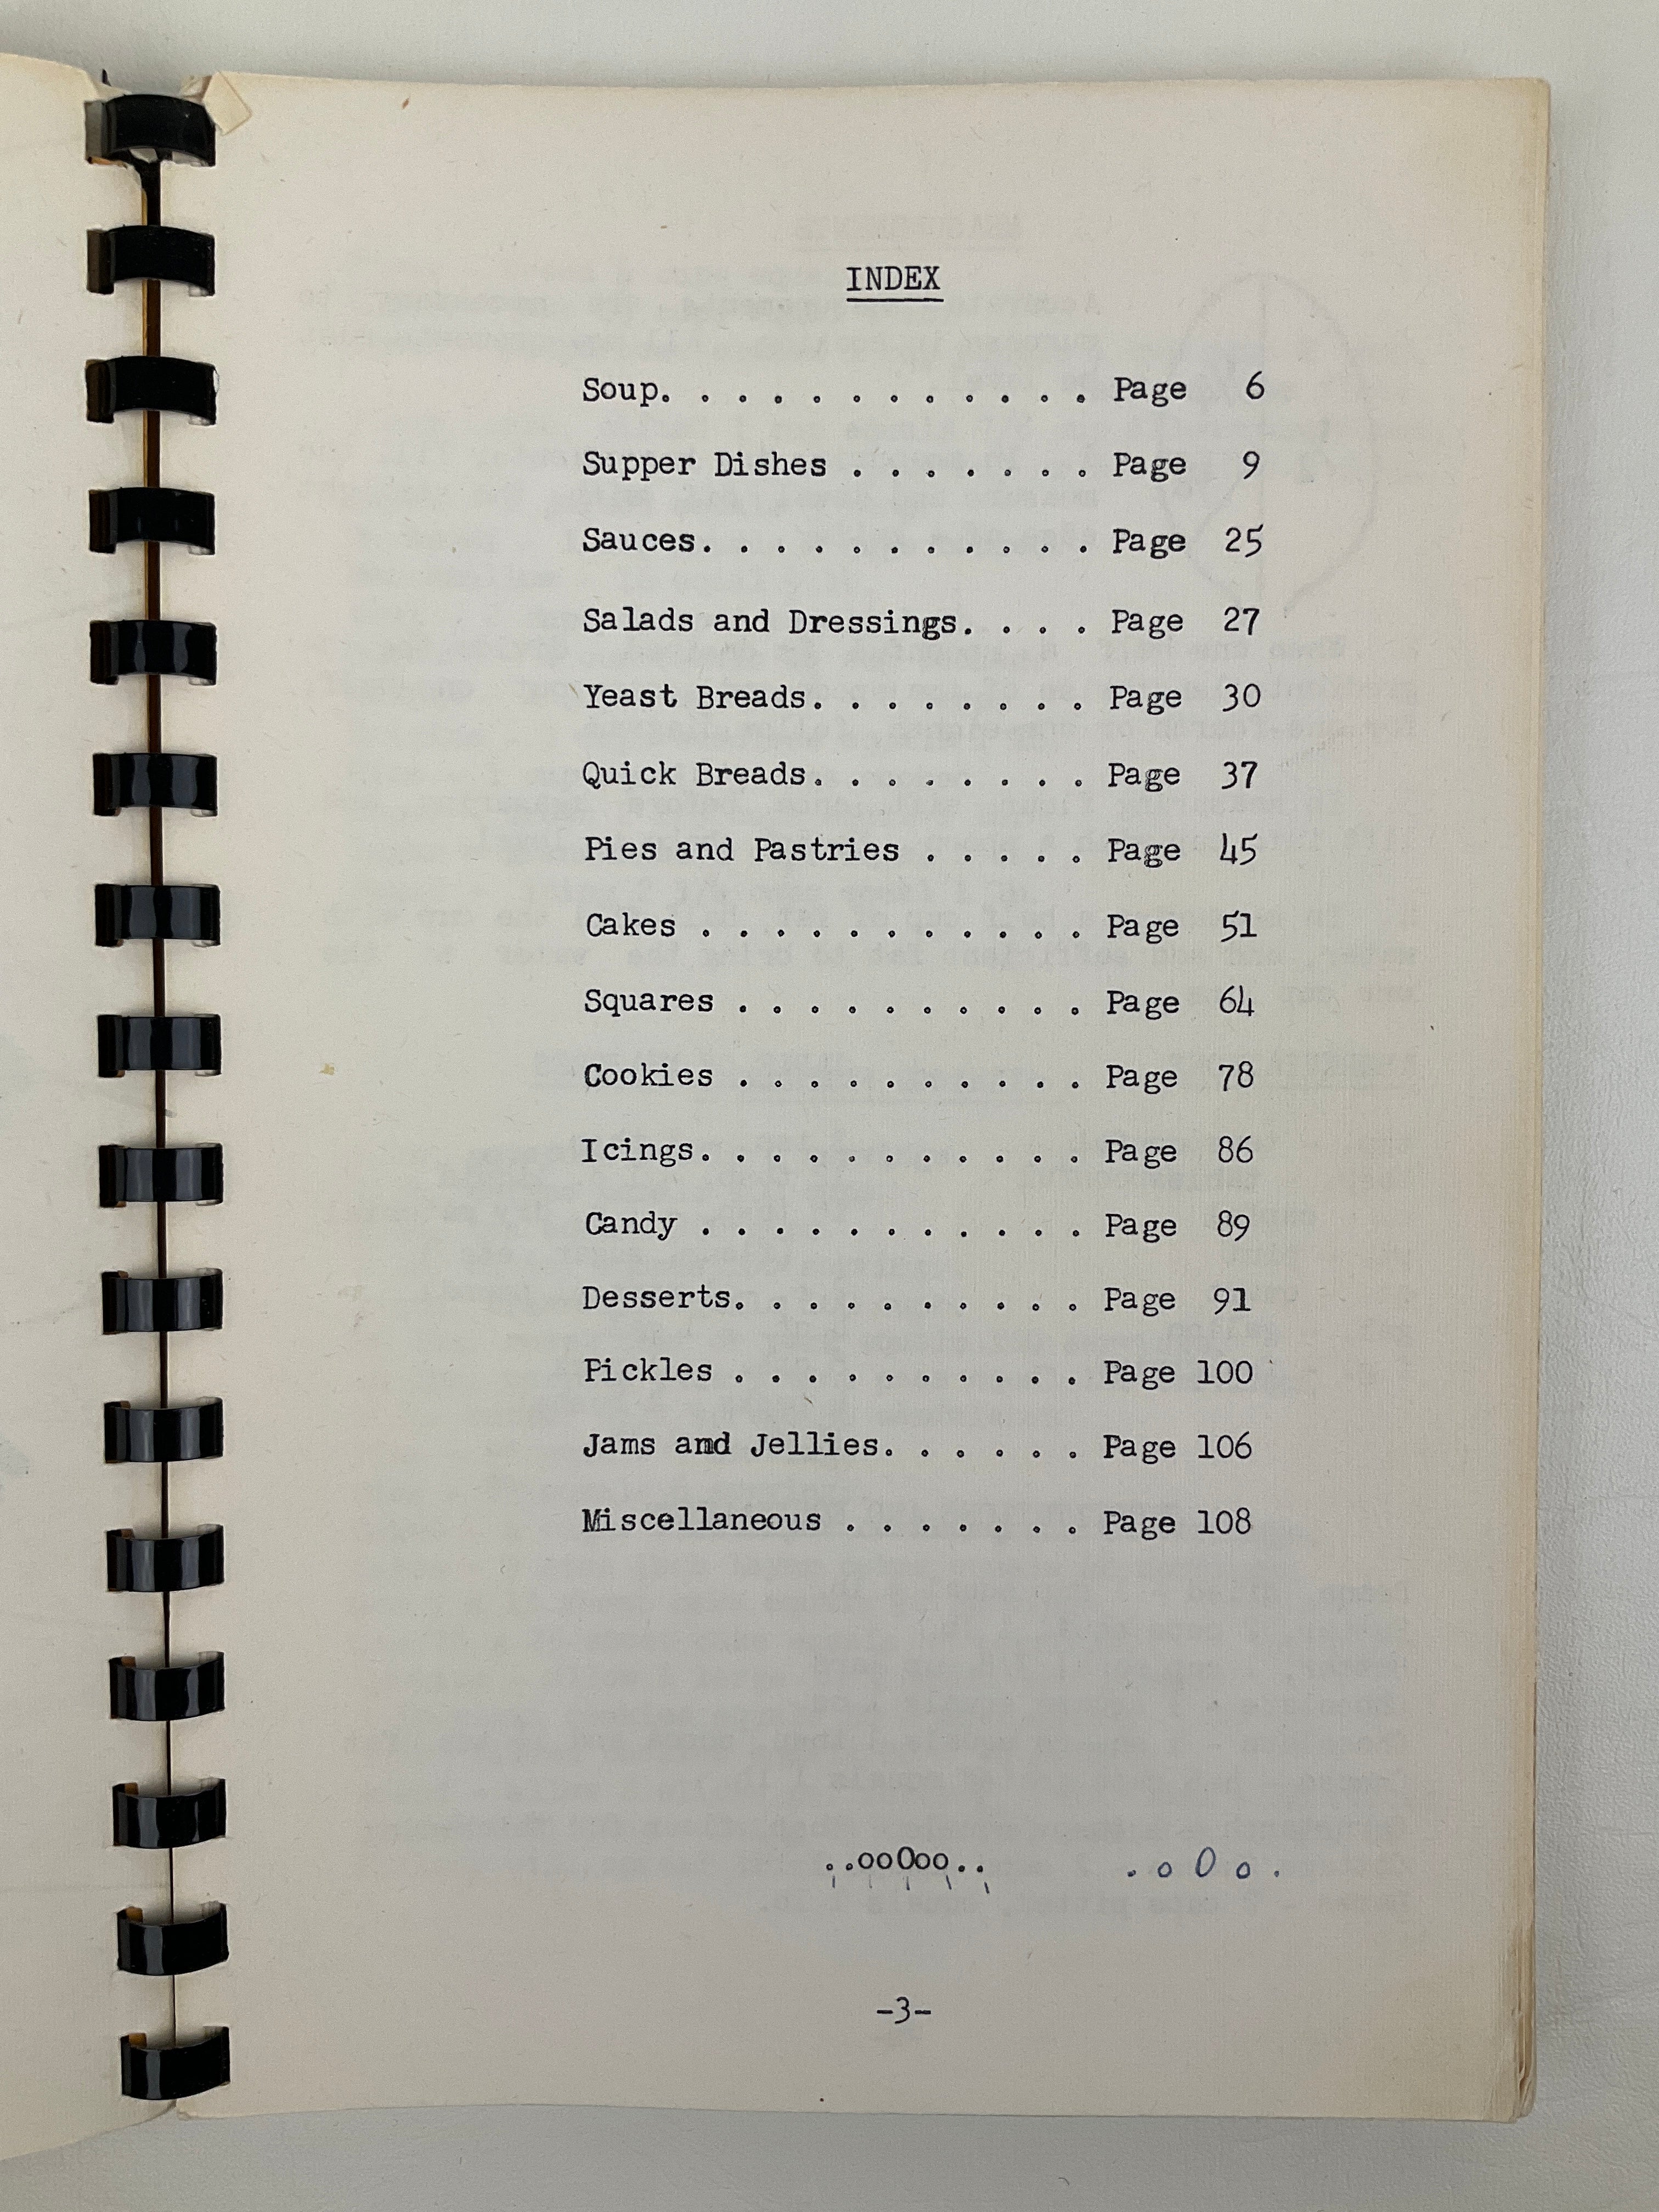 INDEX
Soup. . . . . . . . . . . . Page 6
Supper Dishes . . . . . . . Page 9
Sauces. . . . . . . . . . . Page 25
Salads and Dressings. . . . Page 27
Yeast Breads. . . . . . . . Page 30
Quick Breads. . . . . . . . Page 37
Pies and Pastries . . . . . Page 45
Cakes . . . . . . . . . . . Page 51
Squares . . . . . . . . . . Page 64
Cookies . . . . . . . . . . Page 78
Icings. . . . . . . . . . . Page 86
Candy . . . . . . . . . . . Page 89
Desserts. . . . . . . . . . Page 91
Pickles . . . . . . . . . . Page 100
Jams and Jellies. . . . . . Page 106
Miscellaneous . . . . . . . Page 108
..ooOoo.. . o O o .
-3-